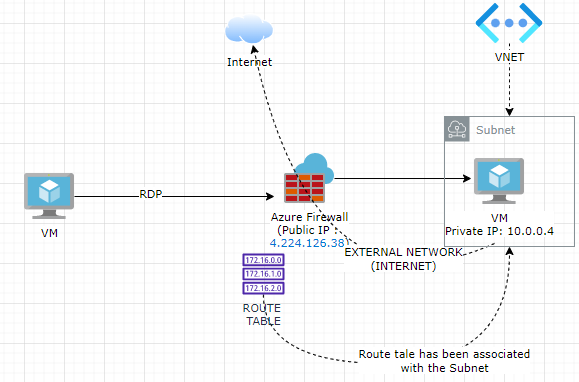 Internet
VNET
Subnet
RDP
VM
Azure Firewall
(Public IP
4.224.126.38)
VM
Private IP: 10.0.0.4
EXTERNAL NETWORK
(INTERNET)
172.16.0.0
172.16.1.0
172.16.2.0
ROUTE
TABLE
Route tale has been associated
with the Subnet